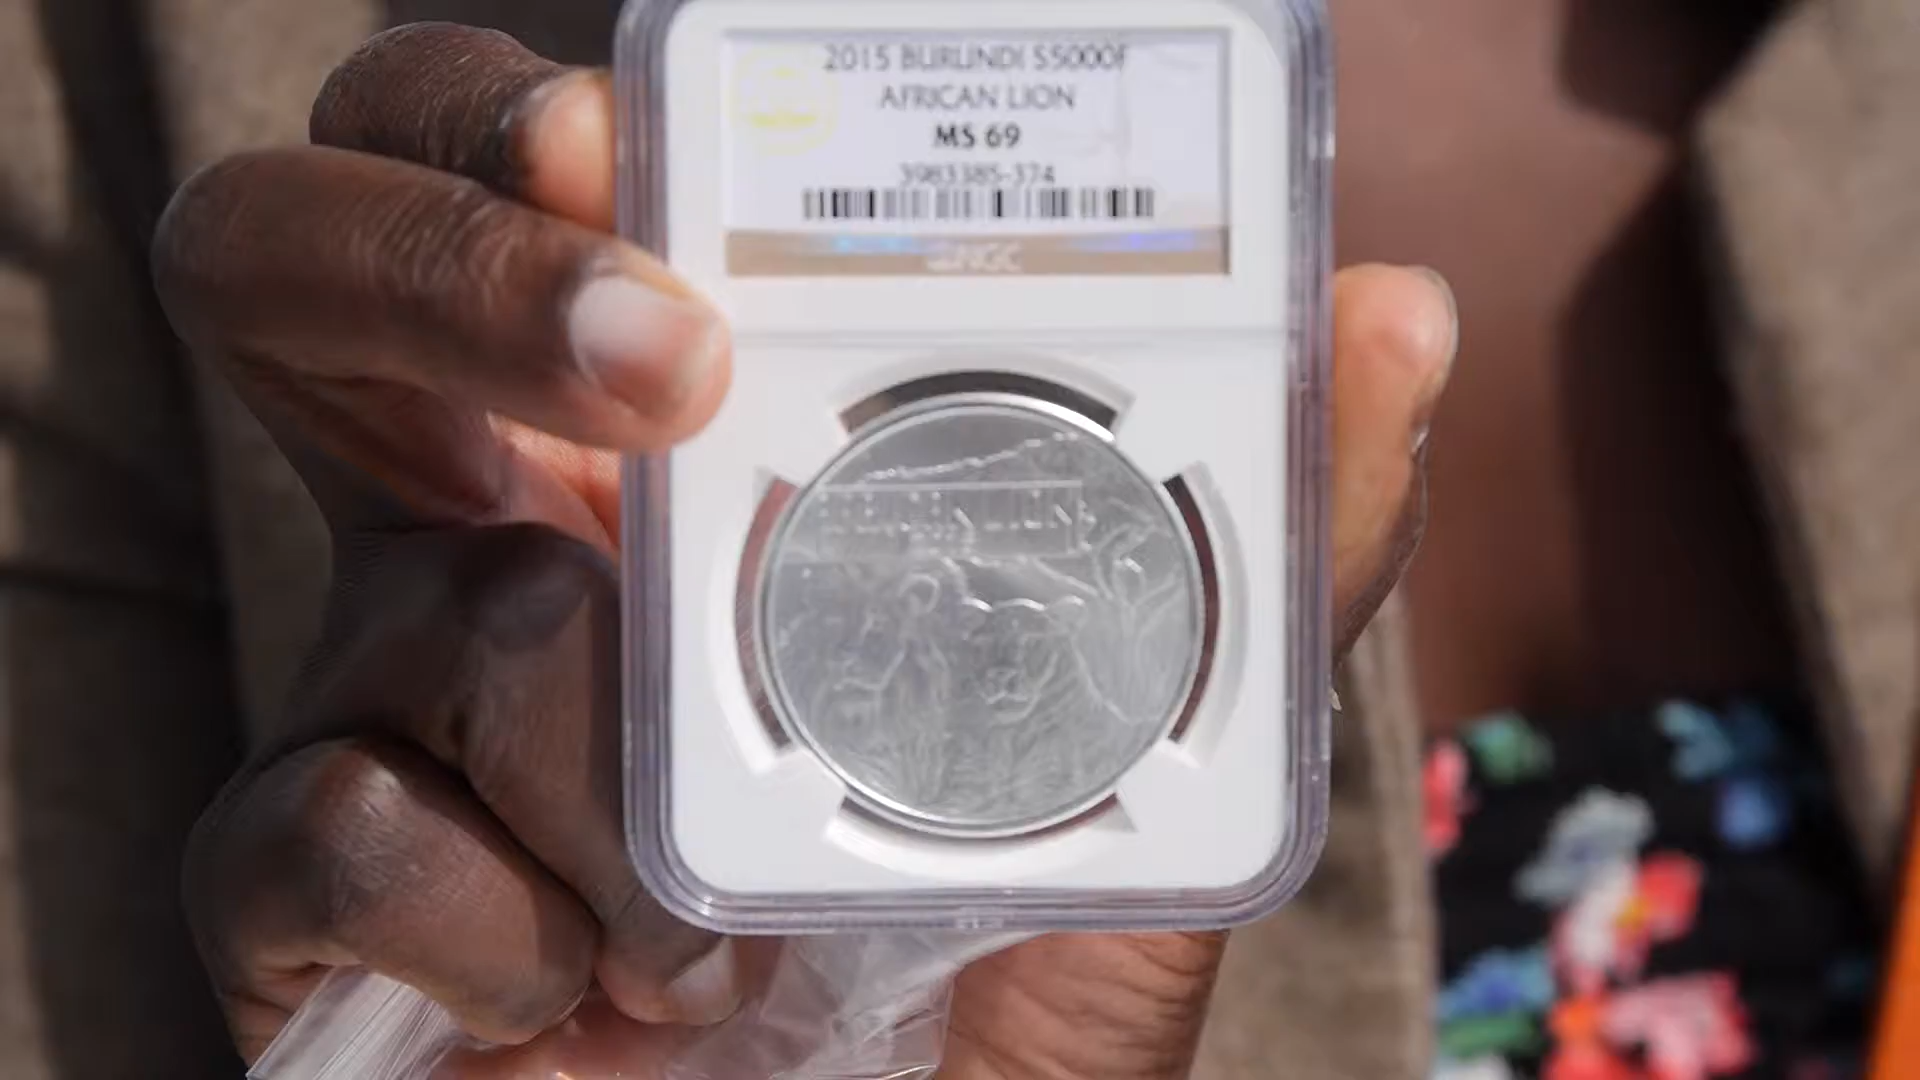 2015 BURUNDI S5000F
AFRICAN LION
MS 69
3983385-374
NGC